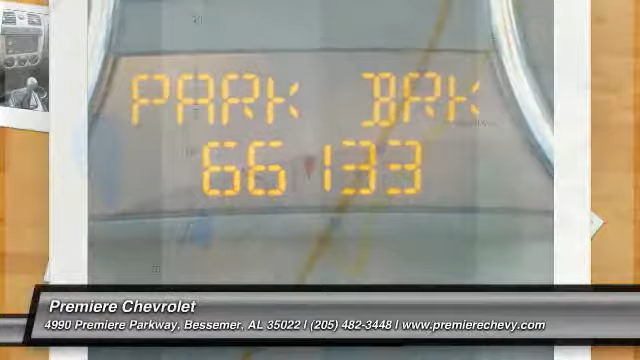 PARK BRK
66133
Premiere Chevrolet
4990 Premiere Parkway, Bessemer, AL 35022 | (205) 482-3448 | www.premierechevy.com